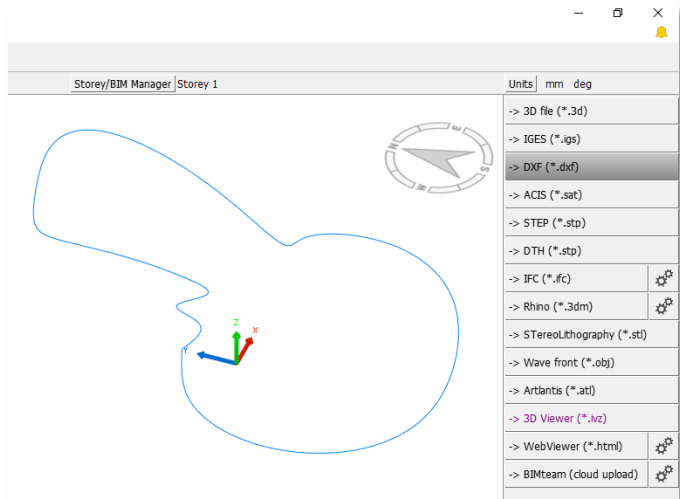 Storey/BIM Manager Storey 1 Units mm deg
-> 3D file (*.3d)
-> IGES (*.igs)
-> DXF (*.dxf)
-> ACIS (*.sat)
-> STEP (*.stp)
-> DTH (*.stp)
-> IFC (*.ifc)
-> Rhino (*.3dm)
-> STereoLithography (*.stl)
-> Wave front (*.obj)
-> Artlantis (*.atl)
-> 3D Viewer (*.ivz)
-> WebViewer (*.html)
-> BIMteam (cloud upload)
N
E
S
W
Z
X
Y